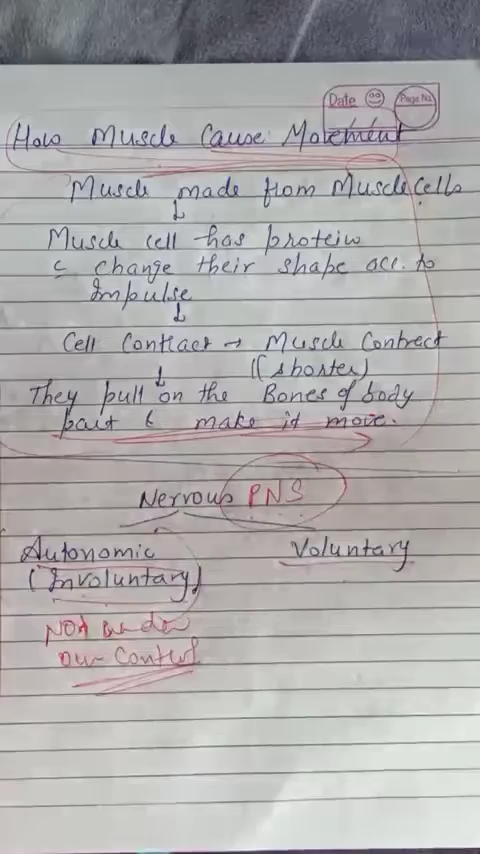 Date Page No.
How Muscle Cause Movement
Muscle made from Muscle cells
↓
Muscle cell has protein
c change their shape acc. to
Impulse
↓
Cell Contract → Muscle Contract
↓ (shorter)
They pull on the Bones of body
part & make it move.
Nervous PNS
Autonomic Voluntary
(Involuntary)
Not under
our Control